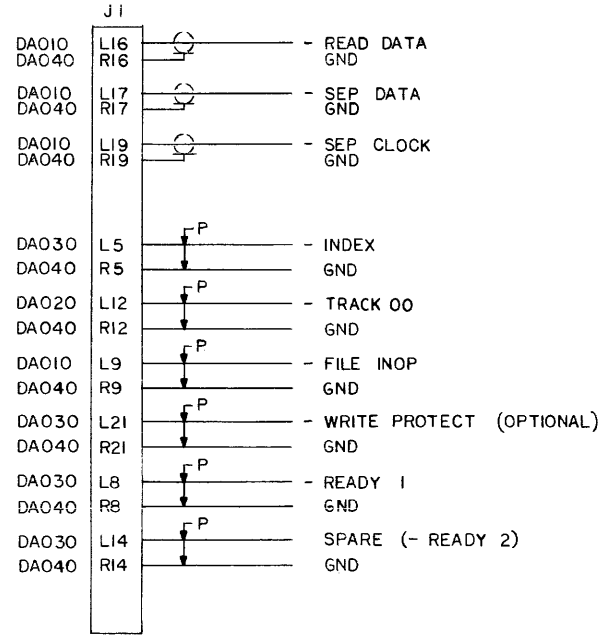 J1
DA010 L16 - READ DATA
DA040 R16 GND
DA010 L17 - SEP DATA
DA040 R17 GND
DA010 L19 - SEP CLOCK
DA040 R19 GND
P
DA030 L5 - INDEX
DA040 R5 GND
P
DA020 L12 - TRACK 00
DA040 R12 GND
P
DA010 L9 - FILE INOP
DA040 R9 GND
P
DA030 L21 - WRITE PROTECT (OPTIONAL)
DA040 R21 GND
P
DA030 L8 - READY 1
DA040 R8 GND
P
DA030 L14 SPARE (- READY 2)
DA040 R14 GND